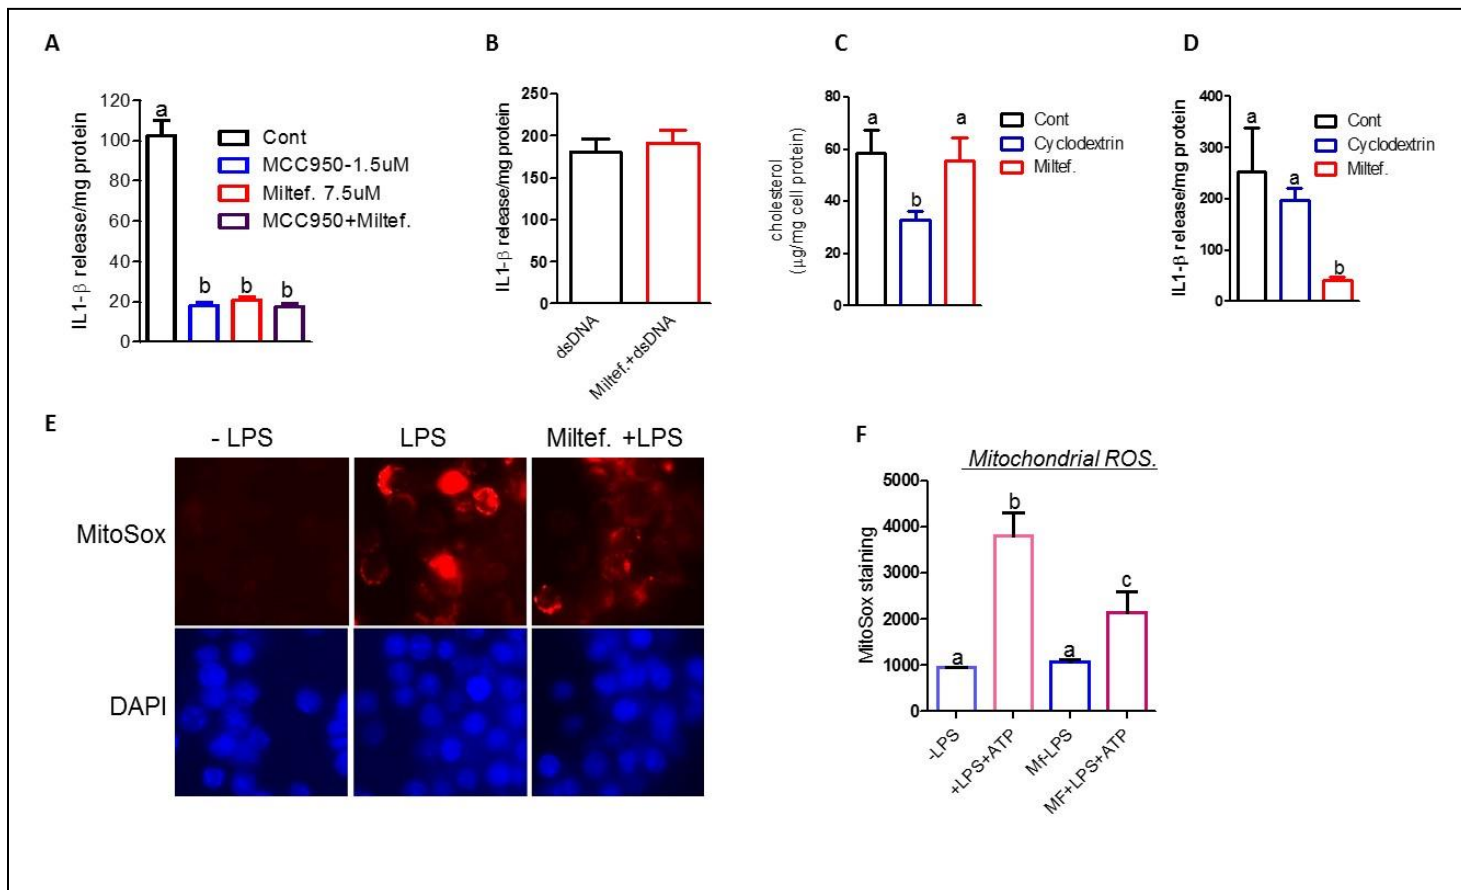 A
IL1-β release/mg protein
120
100
80
60
40
20
0
a
b
b
b
Cont
MCC950-1.5uM
Miltef. 7.5uM
MCC950+Miltef.
B
IL1-β release/mg protein
250
200
150
100
50
0
dsDNA
Miltef.+dsDNA
C
cholesterol
(μg/mg cell protein)
80
60
40
20
0
a
b
a
Cont
Cyclodextrin
Miltef.
D
IL1-β release/mg protein
400
300
200
100
0
a
a
b
Cont
Cyclodextrin
Miltef.
E
- LPS
LPS
Miltef. +LPS
MitoSox
DAPI
F
Mitochondrial ROS.
MitoSox staining
5000
4000
3000
2000
1000
0
a
b
a
c
-LPS
+LPS+ATP
Mf-LPS
MF+LPS+ATP